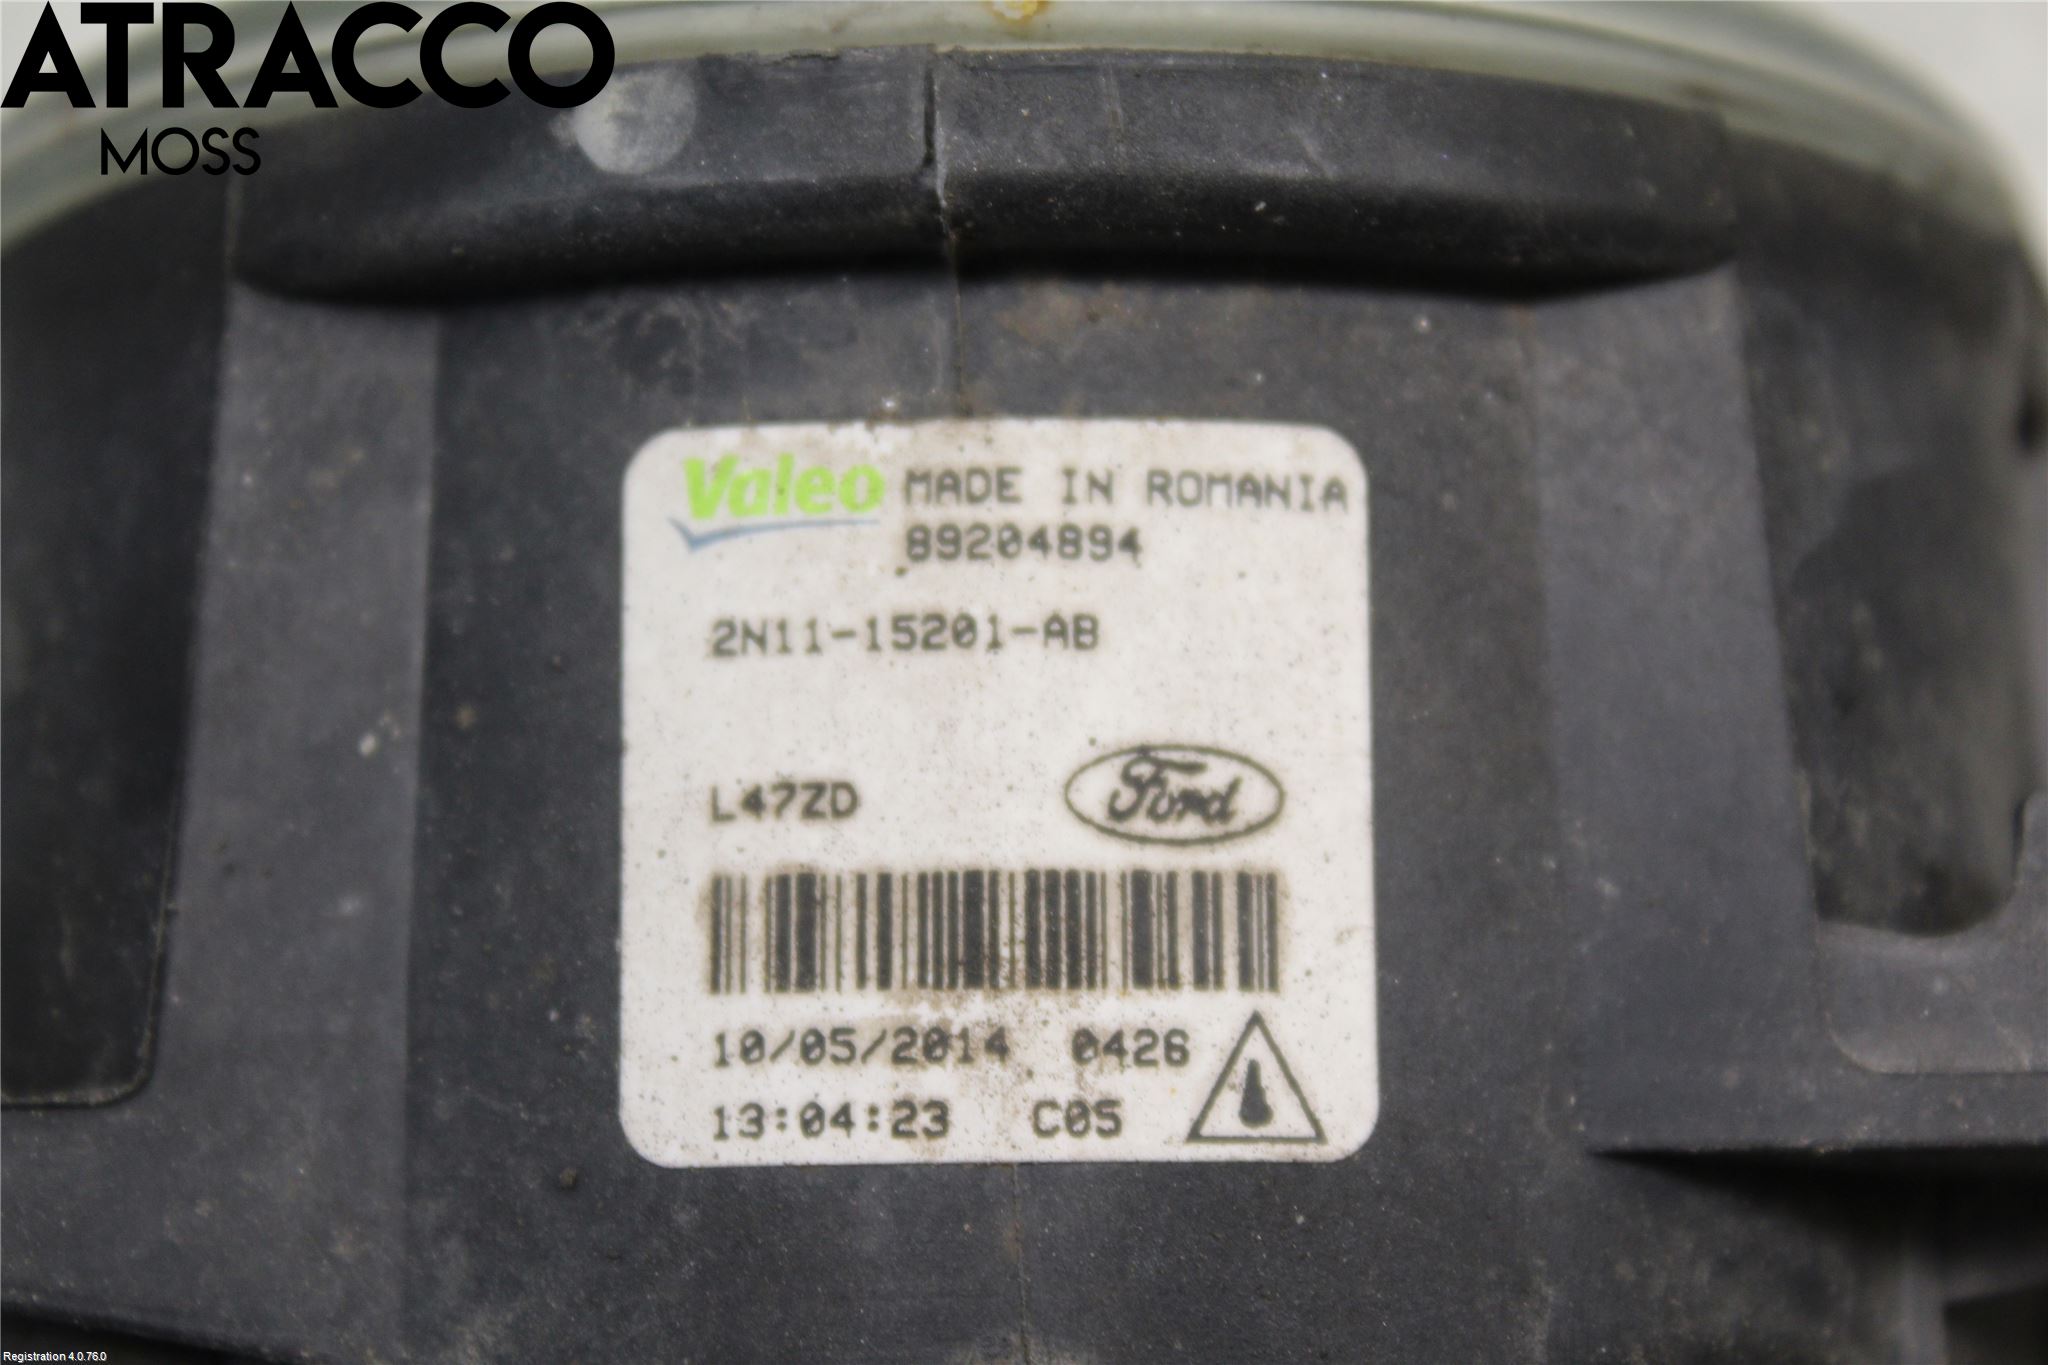 ATRACCO
MOSS
Valeo MADE IN ROMANIA
89204894
2N11-15201-AB
L47ZD Ford
10/05/2014 0426
13:04:23 C05
Registration 4.0.76.0